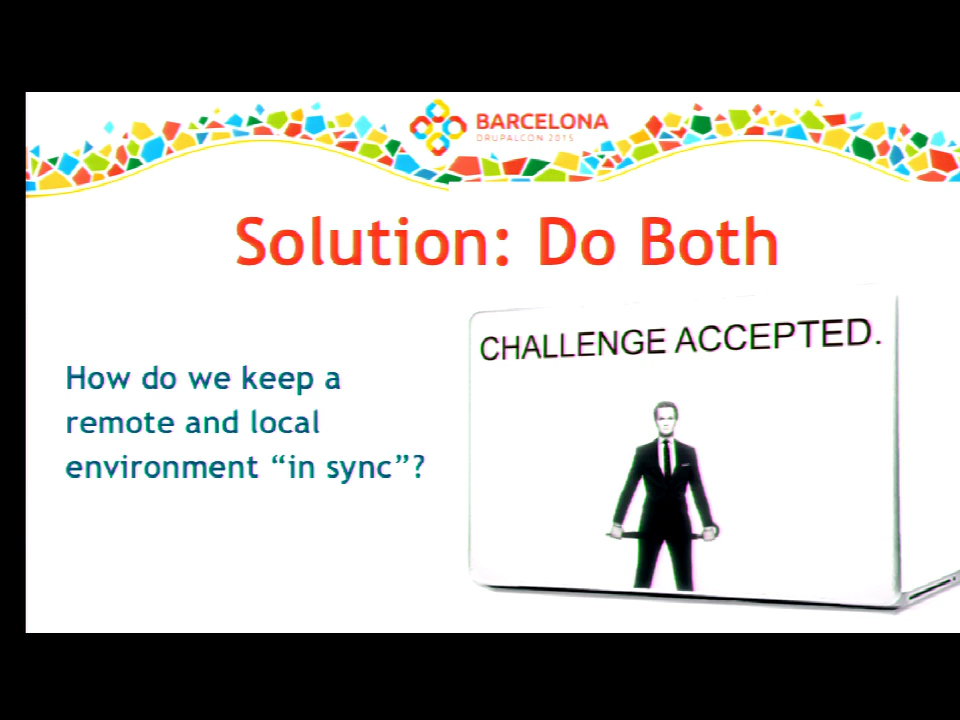 BARCELONA
DRUPALCON 2015
Solution: Do Both
CHALLENGE ACCEPTED.
How do we keep a
remote and local
environment “in sync”?